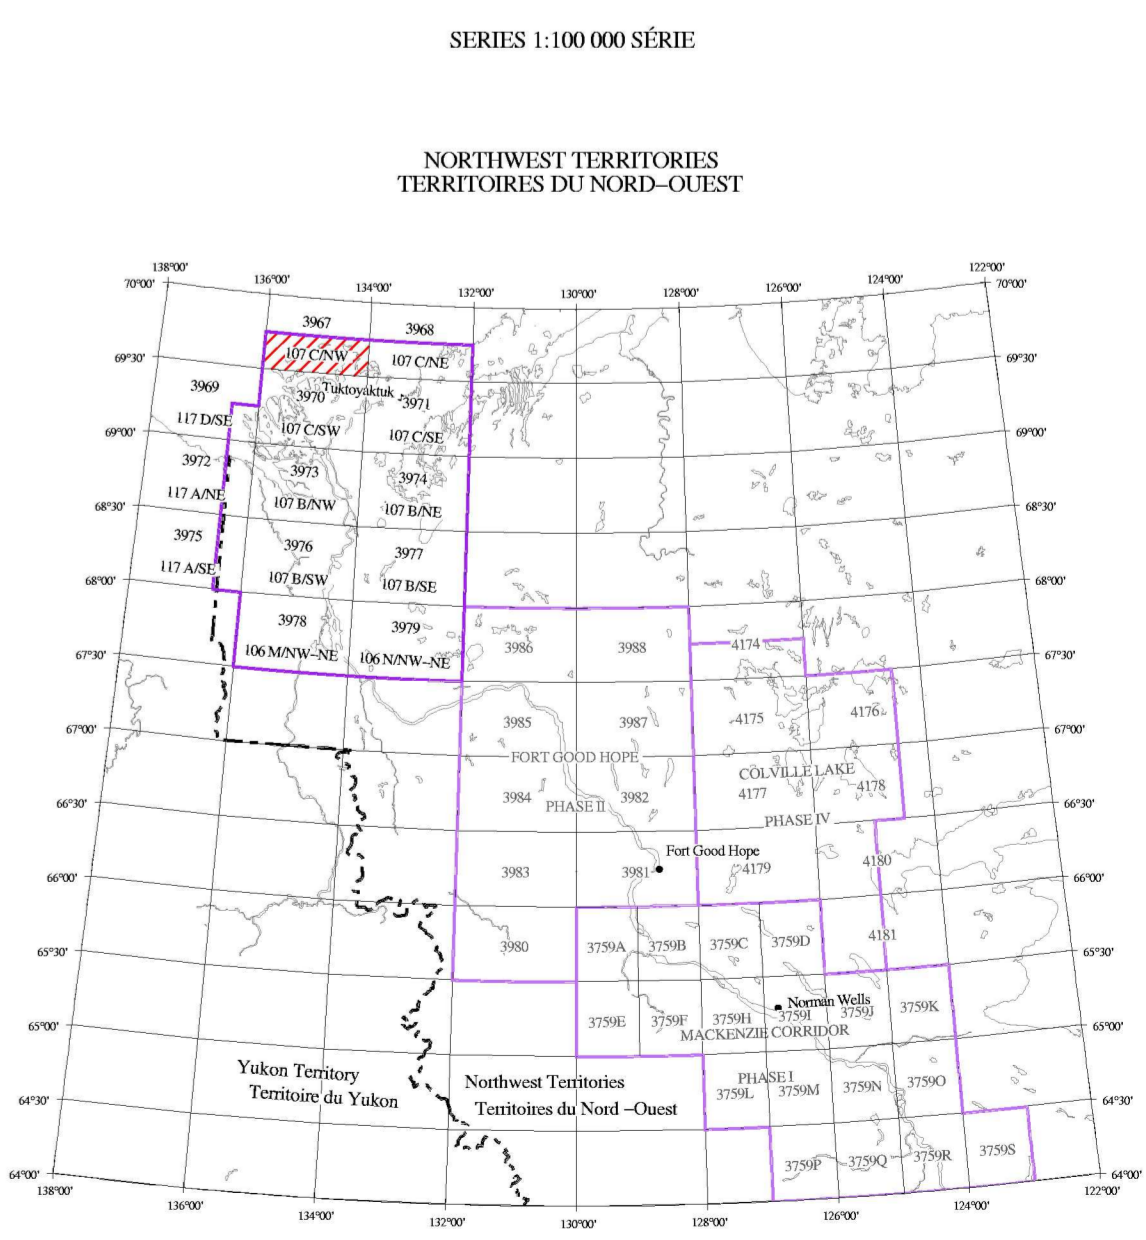 SERIES 1:100 000 SÉRIE
NORTHWEST TERRITORIES
TERRITOIRES DU NORD–OUEST
138°00'
136°00'
134°00'
132°00'
130°00'
128°00'
126°00'
124°00'
122°00'
70°00'
70°00'
3967
3968
69°30'
107 C/NW
107 C/NE
69°30'
3969
3970
Tuktoyaktuk
3971
117 D/SE
107 C/SW
107 C/SE
69°00'
69°00'
3972
3973
3974
117 A/NE
107 B/NW
107 B/NE
68°30'
68°30'
3975
3976
3977
117 A/SE
107 B/SW
107 B/SE
68°00'
68°00'
3978
3979
3986
3988
4174
106 M/NW–NE
106 N/NW–NE
67°30'
67°30'
3985
3987
4175
4176
67°00'
67°00'
FORT GOOD HOPE
COLVILLE LAKE
3984
PHASE II
3982
4177
4178
66°30'
66°30'
PHASE IV
Fort Good Hope
3983
3981
4179
4180
66°00'
66°00'
3980
3759A
3759B
3759C
3759D
4181
65°30'
65°30'
Norman Wells
3759E
3759F
3759H
3759I
3759J
3759K
65°00'
65°00'
MACKENZIE CORRIDOR
Yukon Territory
Territoire du Yukon
Northwest Territories
Territoires du Nord –Ouest
PHASE I
3759L
3759M
3759N
3759O
64°30'
64°30'
3759P
3759Q
3759R
3759S
64°00'
64°00'
138°00'
136°00'
134°00'
132°00'
130°00'
128°00'
126°00'
124°00'
122°00'